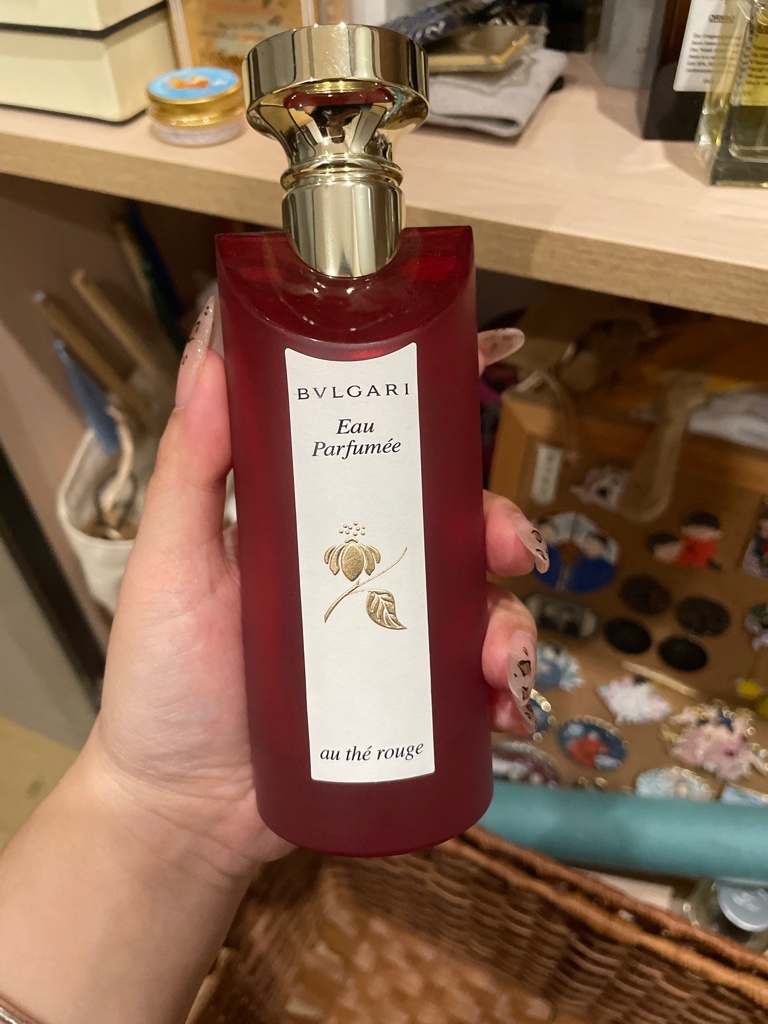 BVLGARI
Eau
Parfumée
au thé rouge